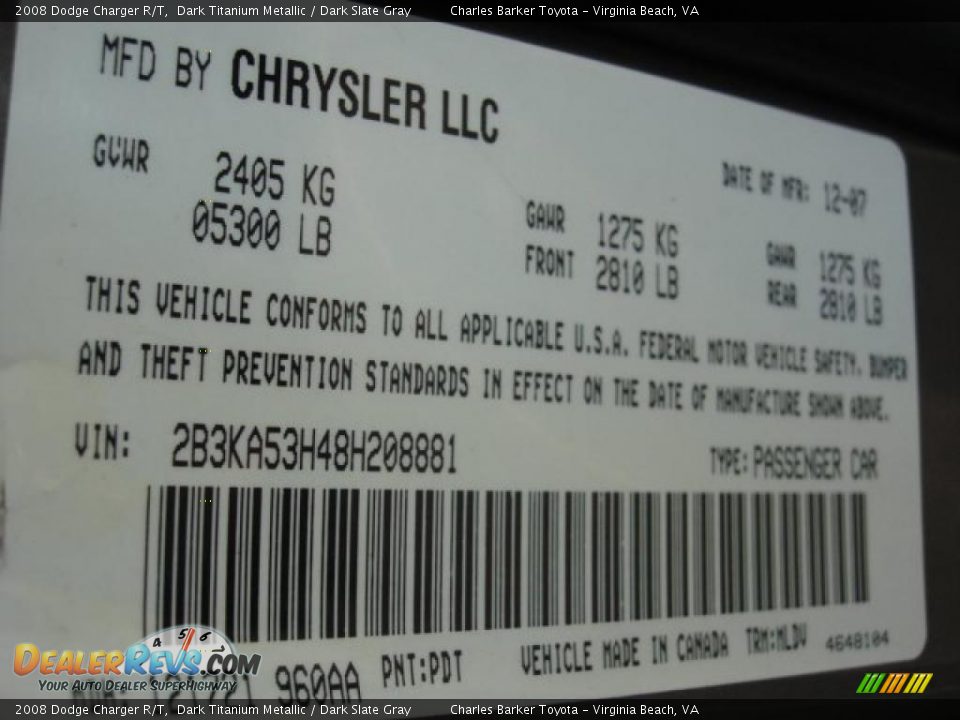 2008 Dodge Charger R/T,  Dark Titanium Metallic / Dark Slate Gray    Charles Barker Toyota - Virginia Beach, VA
MFD BY CHRYSLER LLC
DATE OF MFR: 12-07
GVWR 2405 KG
05300 LB
GAWR 1275 KG
FRONT 2810 LB
GAWR 1275 KG
REAR 2810 LB
THIS VEHICLE CONFORMS TO ALL APPLICABLE U.S.A. FEDERAL MOTOR VEHICLE SAFETY, BUMPER
AND THEFT PREVENTION STANDARDS IN EFFECT ON THE DATE OF MANUFACTURE SHOWN ABOVE.
VIN: 2B3KA53H48H208881
TYPE: PASSENGER CAR
960AA PNT:PDT VEHICLE MADE IN CANADA TRM:MLDV 4648104
4 5 6
DEALERREVS.COM
YOUR AUTO DEALER SUPERHIGHWAY
2008 Dodge Charger R/T,  Dark Titanium Metallic / Dark Slate Gray    Charles Barker Toyota - Virginia Beach, VA